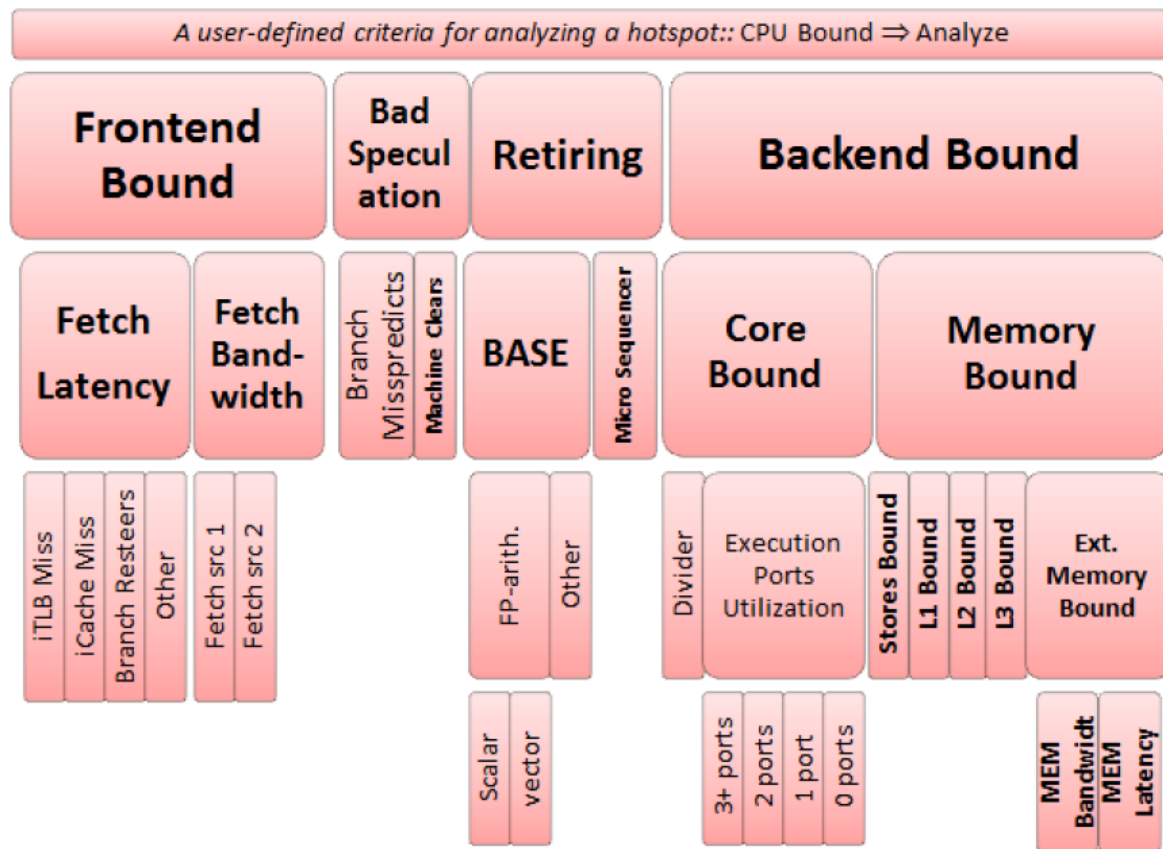 A user-defined criteria for analyzing a hotspot:: CPU Bound ⇒ Analyze
Frontend
Bound
Bad
Specul
ation
Retiring
Backend Bound
Fetch
Latency
Fetch
Band-
width
Branch
Misspredicts
Machine Clears
BASE
Micro Sequencer
Core
Bound
Memory
Bound
iTLB Miss
iCache Miss
Branch Resteers
Other
Fetch src 1
Fetch src 2
FP-arith.
Other
Divider
Execution
Ports
Utilization
Stores Bound
L1 Bound
L2 Bound
L3 Bound
Ext.
Memory
Bound
Scalar
vector
3+ ports
2 ports
1 port
0 ports
MEM
Bandwidt
MEM
Latency